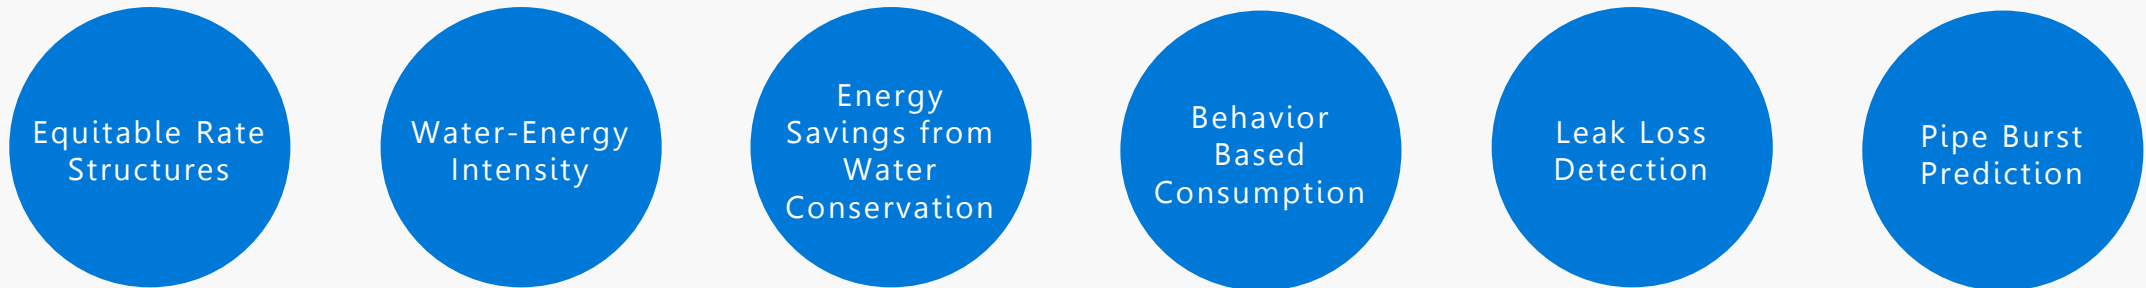 Equitable Rate
Structures
Water-Energy
Intensity
Energy
Savings from
Water
Conservation
Behavior
Based
Consumption
Leak Loss
Detection
Pipe Burst
Prediction